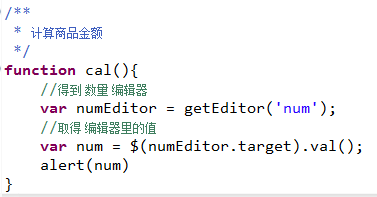 /**
 * 计算商品金额
 */
function cal(){
    //得到 数量 编辑器
    var numEditor = getEditor('num');
    //取得 编辑器里的值
    var num = $(numEditor.target).val();
    alert(num)
}